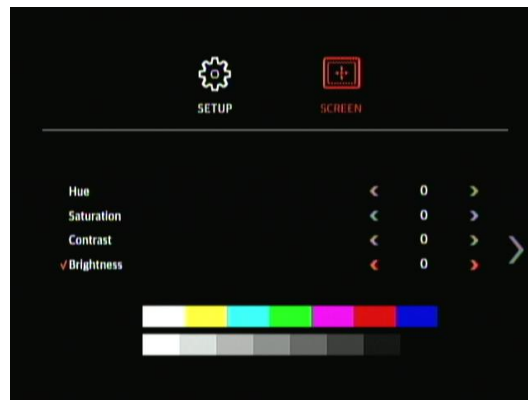 SETUP SCREEN
Hue 0
Saturation 0
Contrast 0
√Brightness 0